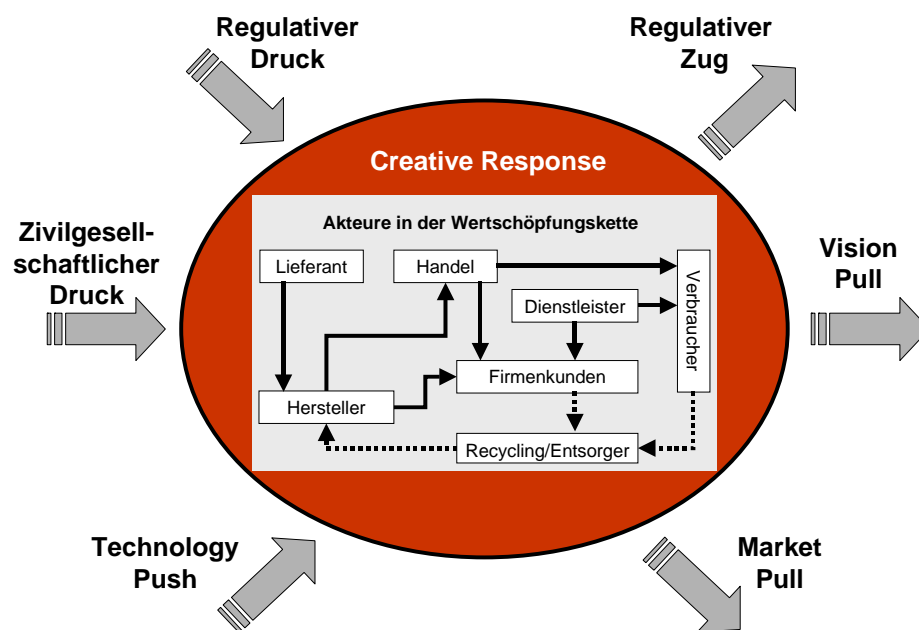 Regulativer
Druck
Regulativer
Zug
Creative Response
Zivilgesell-
schaftlicher
Druck
Akteure in der Wertschöpfungskette
Lieferant
Handel
Dienstleister
Verbraucher
Firmenkunden
Hersteller
Recycling/Entsorger
Vision
Pull
Technology
Push
Market
Pull